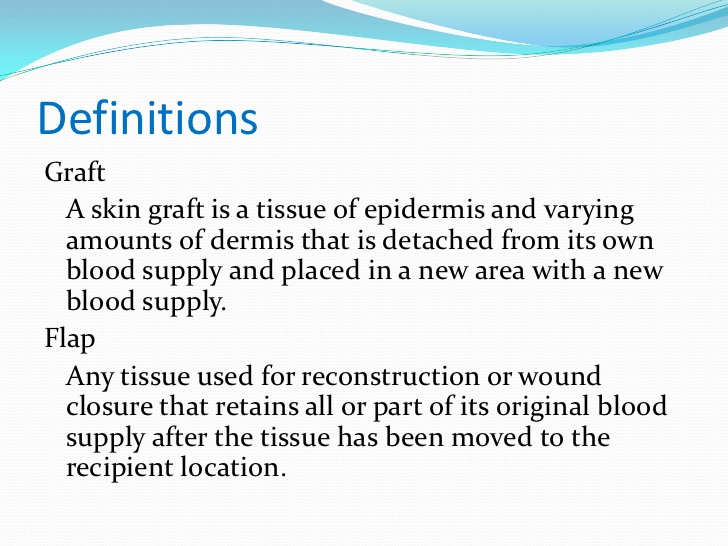 Definitions
Graft
A skin graft is a tissue of epidermis and varying
amounts of dermis that is detached from its own
blood supply and placed in a new area with a new
blood supply.
Flap
Any tissue used for reconstruction or wound
closure that retains all or part of its original blood
supply after the tissue has been moved to the
recipient location.